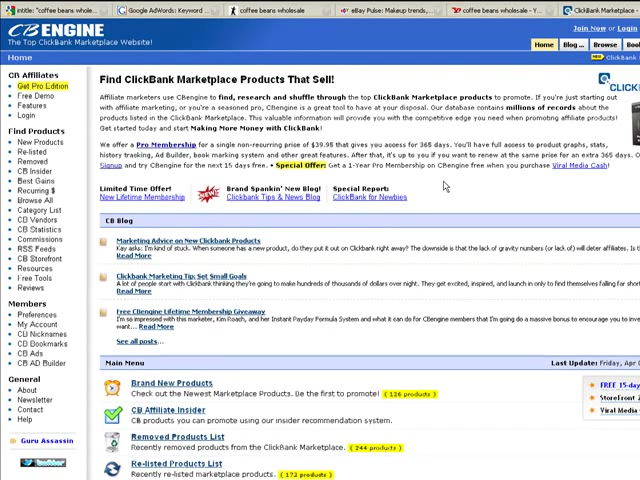 intitle: "coffee beans whole...
Google AdWords: Keyword ...
coffee beans wholesale
eBay Pulse: Makeup trends,...
coffee beans wholesale - Y...
ClickBank Marketplace - ...
CBENGINE
The Top ClickBank Marketplace Website!
Join Now or Login
Home Blog ... Browse Boo
Home
NEW ClickBank
CB Affiliates
Get Pro Edition
Free Demo
Features
Login
Find Products
New Products
Re-listed
Removed
CB Insider
Best Gains
Recurring $
Browse All
Category List
CB Vendors
CB Statistics
Commissions
RSS Feeds
CB Storefront
Resources
Free Tools
Reviews
Members
Preferences
My Account
CB Nicknames
CB Bookmarks
CB Ads
CB AD Builder
General
About
Newsletter
Contact
Help
Guru Assassin
twitter
Find ClickBank Marketplace Products That Sell!
CLICK
Affiliate marketers use CBengine to find, research and shuffle through the top ClickBank Marketplace products to promote. If you're just starting out
with affiliate marketing, or you're a seasoned pro, CBengine is a great tool to have at your disposal. Our database contains millions of records about the
products listed in the ClickBank Marketplace. This valuable information will provide you with the competitive edge you need when promoting affiliate products!
Get started today and start Making More Money with ClickBank!
We offer a Pro Membership for a single non-recurring price of $39.95 that gives you access for 365 days. You'll have full access to product graphs, stats,
history tracking, Ad Builder, book marking system and other great features. After that, it's up to you if you want to renew at the same price for an extra 365 days.
Signup and try CBengine for the next 15 days free. • Special Offer: Get a 1-Year Pro Membership on CBengine free when you purchase Viral Media Cash!
Limited Time Offer!
New Lifetime Membership
NEW!
Brand Spankin' New Blog!
Clickbank Tips & News Blog
Special Report:
ClickBank for Newbies
CB Blog
Marketing Advice on New Clickbank Products
Kay asks: I'm kind of stuck. When someone has a new product, do they put it out on Clickbank right away? The downside is that the lack of gravity numbers (or lack of) will deter affiliates. Is th
Read More
Clickbank Marketing Tip: Set Small Goals
A lot of people start with Clickbank thinking they're going to make hundreds of thousands of dollars over night. They get excited, inspired, and launch in only to find themselves falling far shor
Read More
Free CBengine Lifetime Membership Giveaway
I'm so impressed with this marketer, Kim Roach, and her Instant Payday Formula System and what it can do for CBengine members that I'm going do a massive bonus to encourage you to inve
want... Read More
See all posts...
Main Menu
Last Update: Friday, Apr
Brand New Products
Check out the Newest Marketplace Products. Be the first to promote! ( 126 products )
CB Affiliate Insider
CB products you can promote using our insider recommendation system.
Removed Products List
Recently removed products from the ClickBank Marketplace. ( 244 products )
Re-listed Products List
Recently re-listed marketplace products. ( 172 products )
FREE 15-day
StoreFront
Viral Media